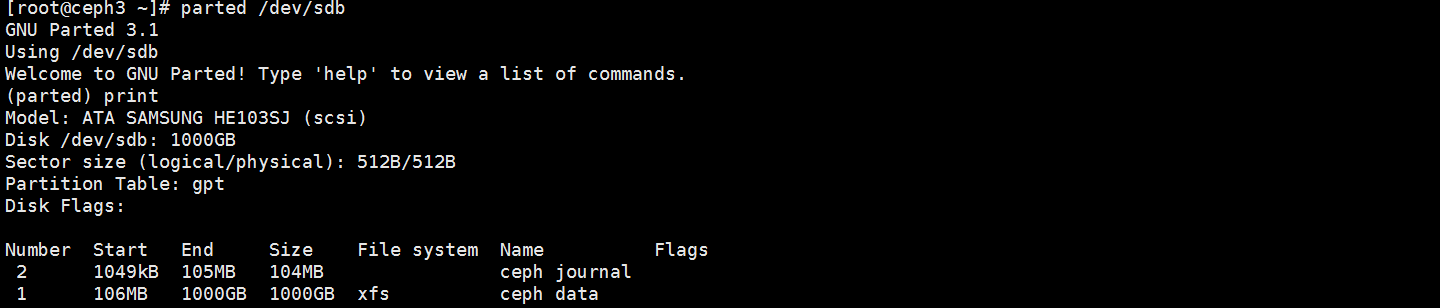 [root@ceph3 ~]# parted /dev/sdb
GNU Parted 3.1
Using /dev/sdb
Welcome to GNU Parted! Type 'help' to view a list of commands.
(parted) print
Model: ATA SAMSUNG HE103SJ (scsi)
Disk /dev/sdb: 1000GB
Sector size (logical/physical): 512B/512B
Partition Table: gpt
Disk Flags:
Number  Start   End     Size    File system  Name          Flags
 2      1049kB  105MB   104MB                ceph journal
 1      106MB   1000GB  1000GB  xfs          ceph data